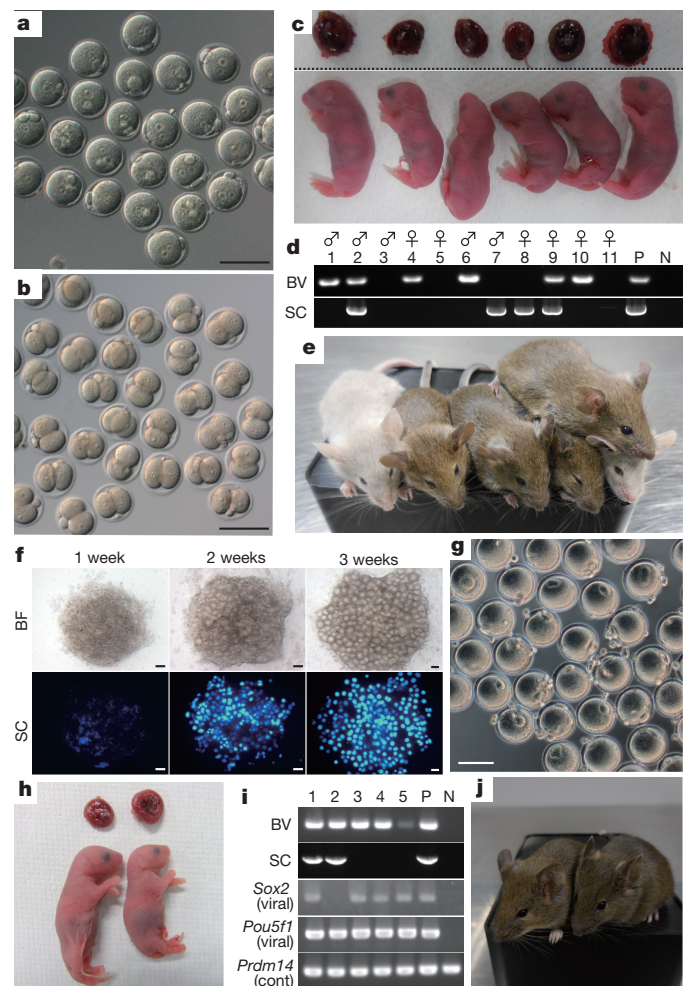 a
b
c
d
♂ ♂ ♂ ♀ ♀ ♂ ♂ ♀ ♀ ♀ ♀
1 2 3 4 5 6 7 8 9 10 11 P N
BV
SC
e
f
1 week 2 weeks 3 weeks
BF
SC
g
h
i
1 2 3 4 5 P N
BV
SC
Sox2
(viral)
Pou5f1
(viral)
Prdm14
(cont)
j